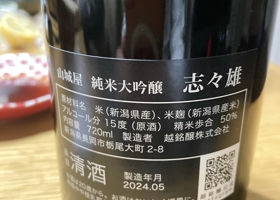 山城屋 純米大吟醸 志々雄
原材料名 米(新潟県産)、米麹(新潟県産米)
アルコール分 15度(原酒) 精米歩合 50%
内容量 720ml 製造者 越銘醸株式会社
新潟県長岡市栃尾大町 2-8
清酒
製造年月
2024.05